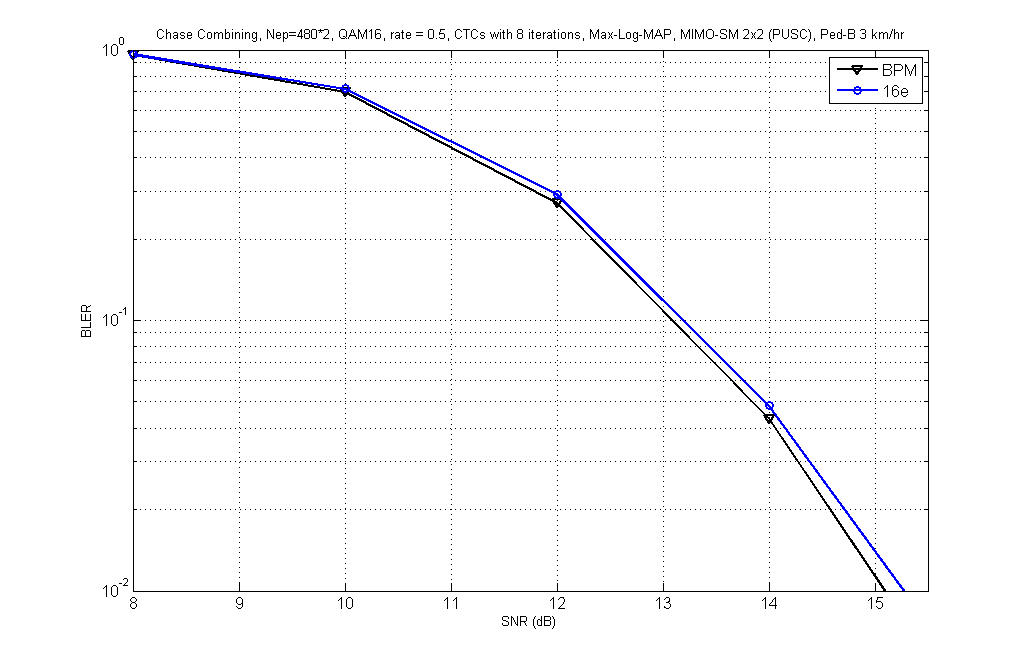 Chase Combining, Nep=480*2, QAM16, rate = 0.5, CTCs with 8 iterations, Max-Log-MAP, MIMO-SM 2x2 (PUSC), Ped-B 3 km/hr
10^0
BPM
16e
BLER
10^-1
10^-2
8 9 10 11 12 13 14 15
SNR (dB)